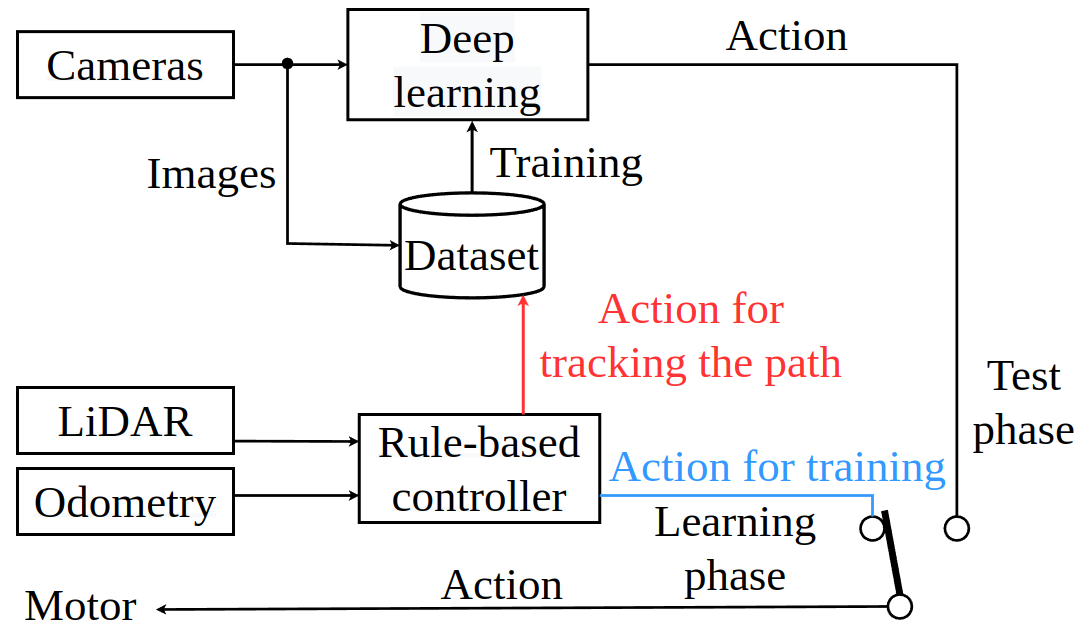 Cameras
Deep
learning
Action
Images
Training
Dataset
Action for
tracking the path
Test
phase
LiDAR
Odometry
Rule-based
controller
Action for training
Learning
phase
Action
Motor